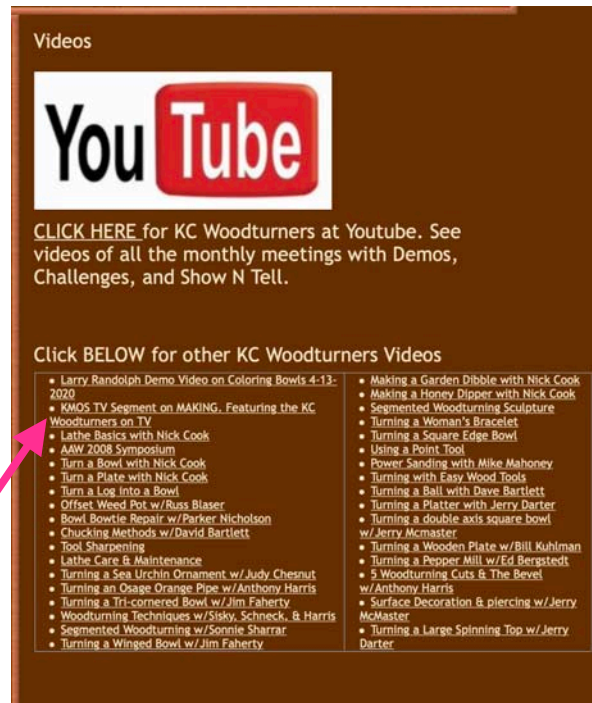 Videos
You Tube
CLICK HERE for KC Woodturners at Youtube. See
videos of all the monthly meetings with Demos,
Challenges, and Show N Tell.
Click BELOW for other KC Woodturners Videos
• Larry Randolph Demo Video on Coloring Bowls 4-13-
2020
• KMOS TV Segment on MAKING. Featuring the KC
Woodturners on TV
• Lathe Basics with Nick Cook
• AAW 2008 Symposium
• Turn a Bowl with Nick Cook
• Turn a Plate with Nick Cook
• Turn a Log into a Bowl
• Offset Weed Pot w/Russ Blaser
• Bowl Bowtie Repair w/Parker Nicholson
• Chucking Methods w/David Bartlett
• Tool Sharpening
• Lathe Care & Maintenance
• Turning a Sea Urchin Ornament w/Judy Chesnut
• Turning an Osage Orange Pipe w/Anthony Harris
• Turning a Tri-cornered Bowl w/Jim Faherty
• Woodturning Techniques w/Sisky, Schneck, & Harris
• Segmented Woodturning w/Sonnie Sharrar
• Turning a Winged Bowl w/Jim Faherty
• Making a Garden Dibble with Nick Cook
• Making a Honey Dipper with Nick Cook
• Segmented Woodturning Sculpture
• Turning a Woman's Bracelet
• Turning a Square Edge Bowl
• Using a Point Tool
• Power Sanding with Mike Mahoney
• Turning with Easy Wood Tools
• Turning a Ball with Dave Bartlett
• Turning a Platter with Jerry Darter
• Turning a double axis square bowl
w/Jerry Mcmaster
• Turning a Wooden Plate w/Bill Kuhlman
• Turning a Pepper Mill w/Ed Bergstedt
• 5 Woodturning Cuts & The Bevel
w/Anthony Harris
• Surface Decoration & piercing w/Jerry
McMaster
• Turning a Large Spinning Top w/Jerry
Darter